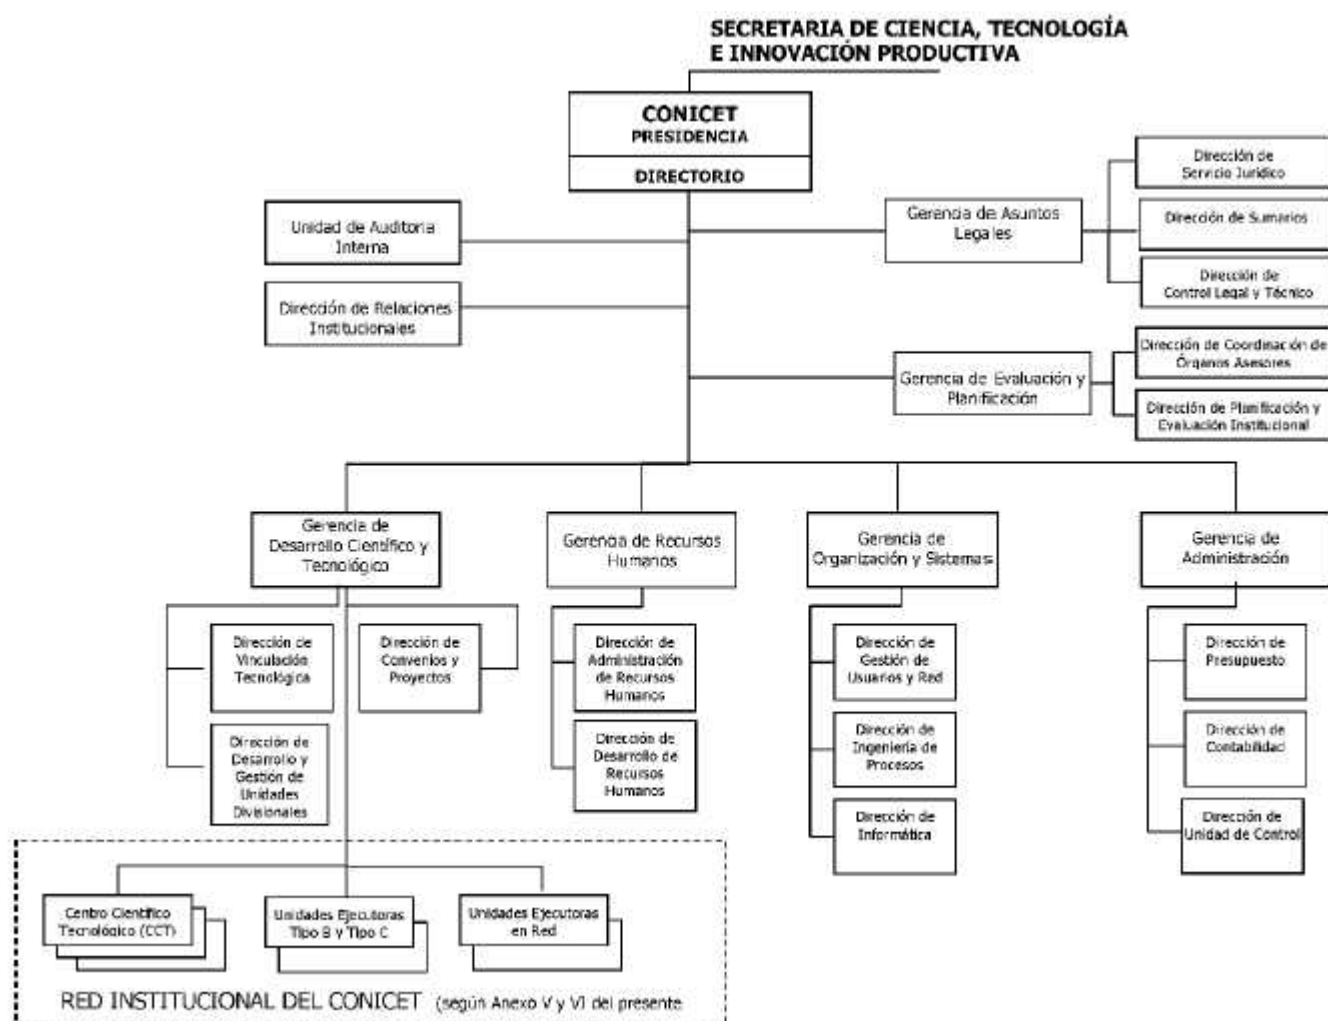 SECRETARIA DE CIENCIA, TECNOLOGÍA
E INNOVACIÓN PRODUCTIVA
CONICET
PRESIDENCIA
DIRECTORIO
Unidad de Auditoria
Interna
Dirección de Relaciones
Institucionales
Gerencia de Asuntos
Legales
Dirección de
Servicio Jurídico
Dirección de Sumarios
Dirección de
Control Legal y Técnico
Gerencia de Evaluación y
Planificación
Dirección de Coordinación de
Órganos Asesores
Dirección de Planificación y
Evaluación Institucional
Gerencia de
Desarrollo Científico y
Tecnológico
Dirección de
Vinculación
Tecnológica
Dirección de
Convenios y
Proyectos
Dirección de
Desarrollo y
Gestión de
Unidades
Divisionales
Gerencia de Recursos
Humanos
Dirección de
Administración
de Recursos
Humanos
Dirección de
Desarrollo de
Recursos
Humanos
Gerencia de
Organización y Sistemas
Dirección de
Gestión de
Usuarios y Red
Dirección de
Ingeniería de
Procesos
Dirección de
Informática
Gerencia de
Administración
Dirección de
Presupuesto
Dirección de
Contabilidad
Dirección de
Unidad de Control
Centro Científico
Tecnológico (CCT)
Unidades Ejecutoras
Tipo B y Tipo C
Unidades Ejecutoras
en Red
RED INSTITUCIONAL DEL CONICET (según Anexo V y VI del presente